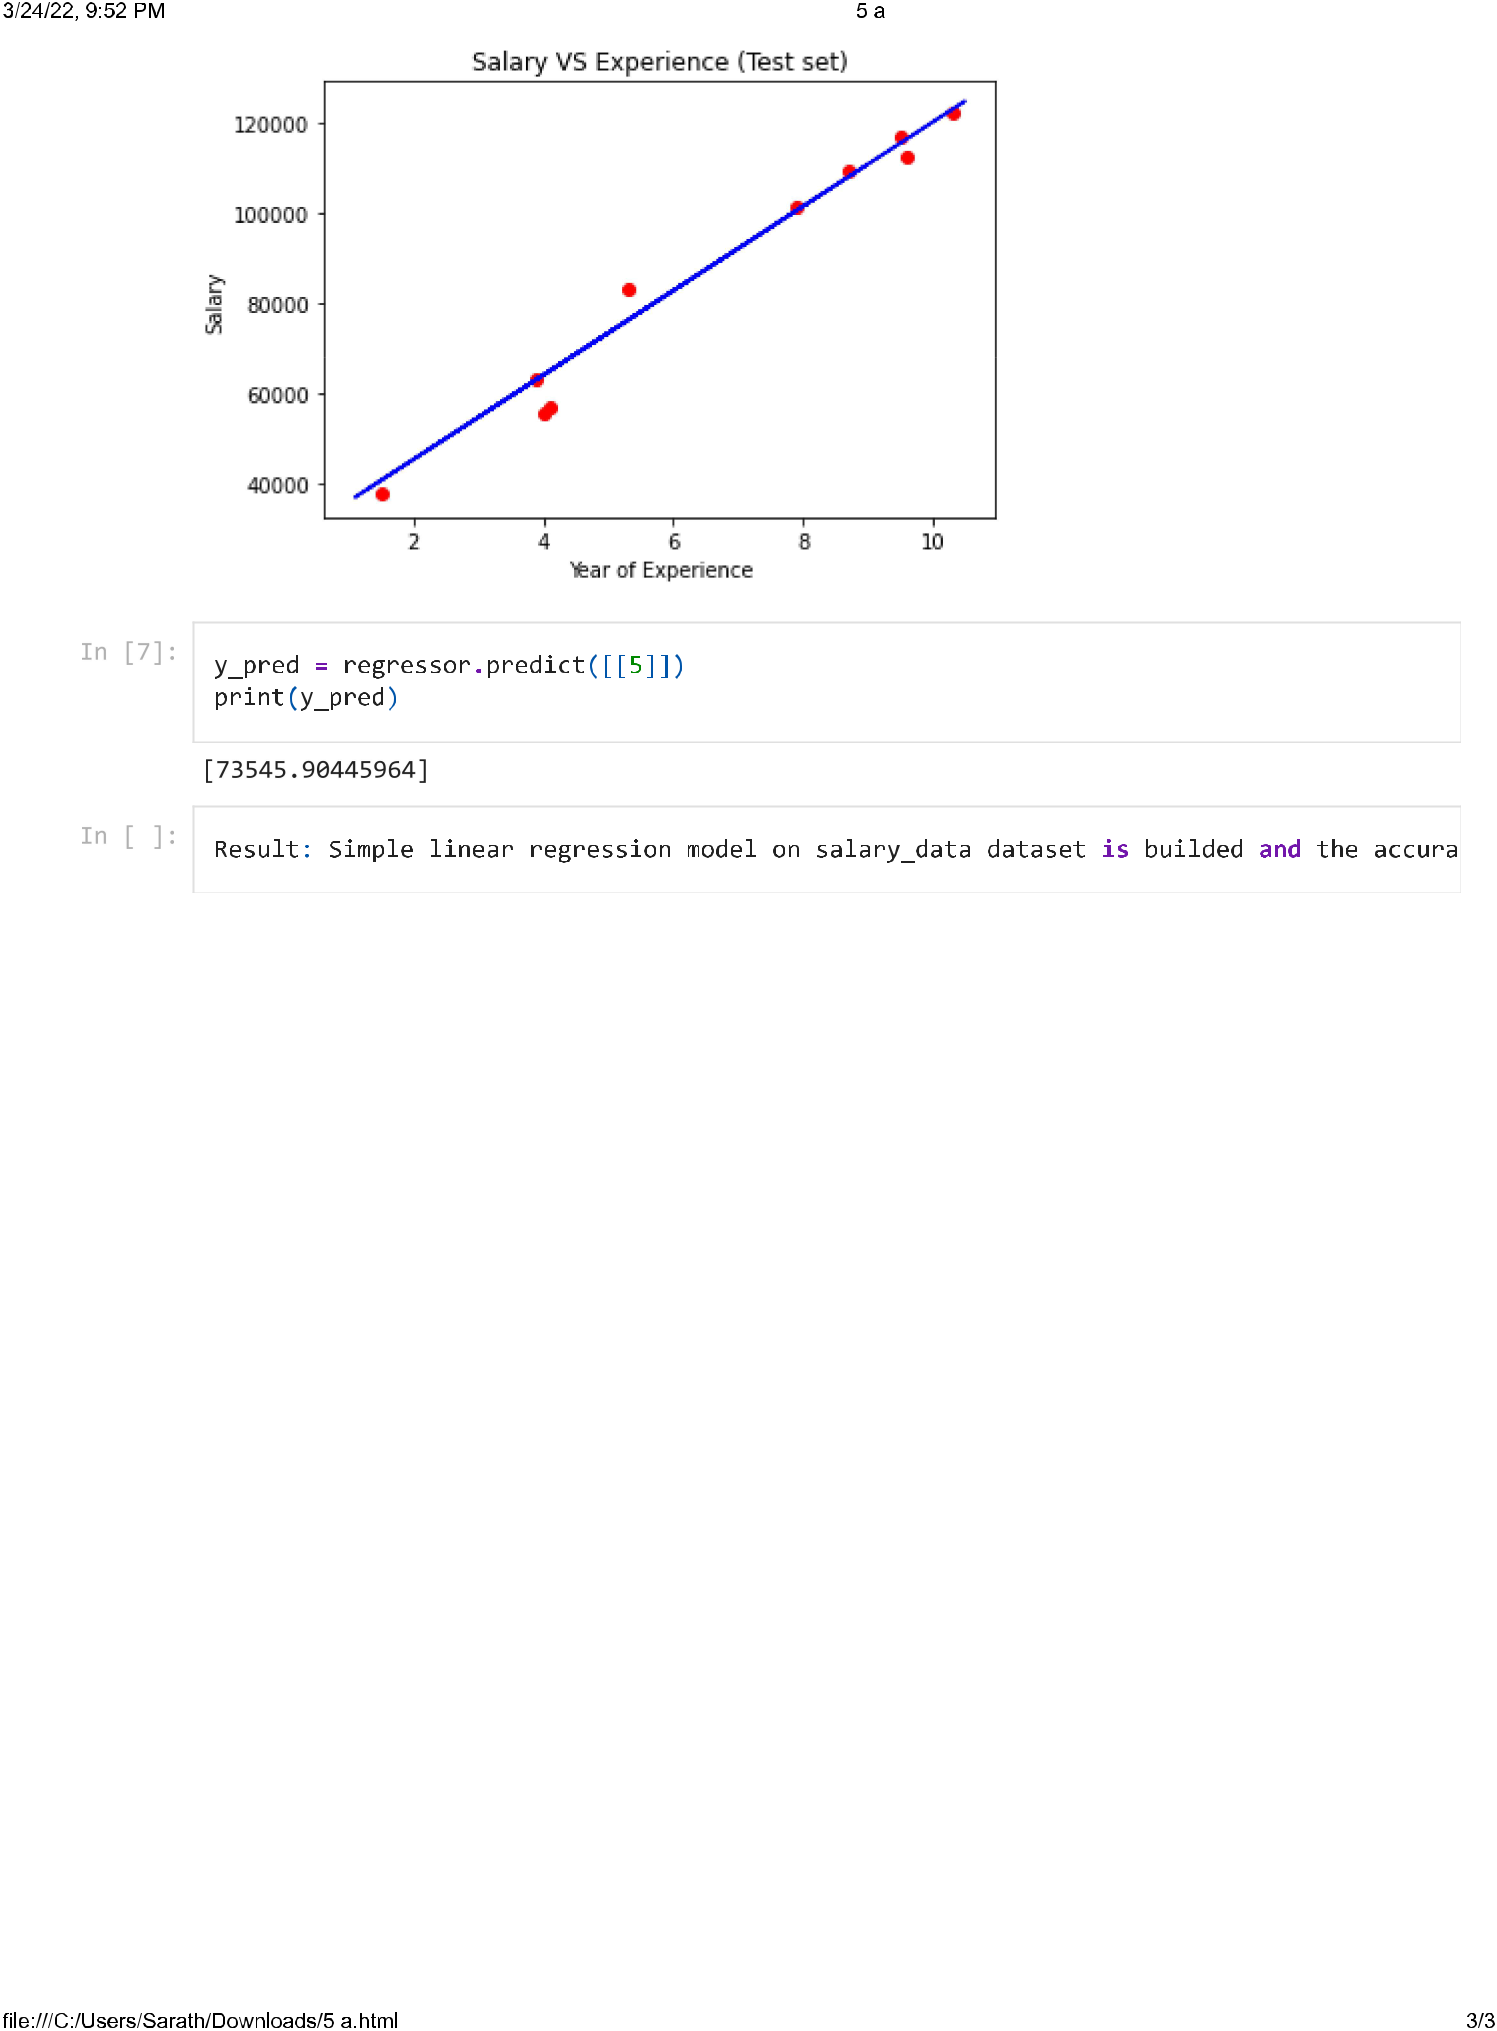 3/24/22, 9:52 PM 5 a
Salary VS Experience (Test set)
120000
100000
80000
60000
40000
Salary
2 4 6 8 10
Year of Experience
In [7]:
y_pred = regressor.predict([[5]])
print(y_pred)
[73545.90445964]
In [ ]:
Result: Simple linear regression model on salary_data dataset is builded and the accura
file:///C:/Users/Sarath/Downloads/5 a.html 3/3